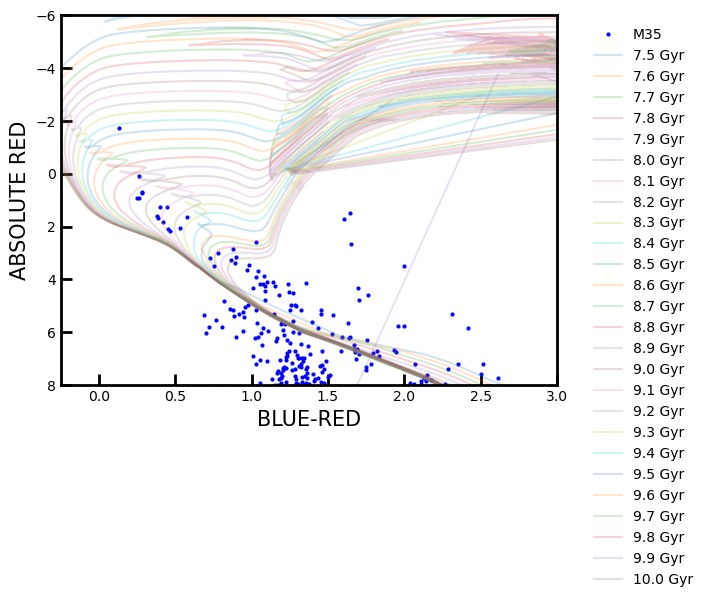 −6
−4
−2
0
2
4
6
8
ABSOLUTE RED
0.0 0.5 1.0 1.5 2.0 2.5 3.0
BLUE-RED
M35
7.5 Gyr
7.6 Gyr
7.7 Gyr
7.8 Gyr
7.9 Gyr
8.0 Gyr
8.1 Gyr
8.2 Gyr
8.3 Gyr
8.4 Gyr
8.5 Gyr
8.6 Gyr
8.7 Gyr
8.8 Gyr
8.9 Gyr
9.0 Gyr
9.1 Gyr
9.2 Gyr
9.3 Gyr
9.4 Gyr
9.5 Gyr
9.6 Gyr
9.7 Gyr
9.8 Gyr
9.9 Gyr
10.0 Gyr